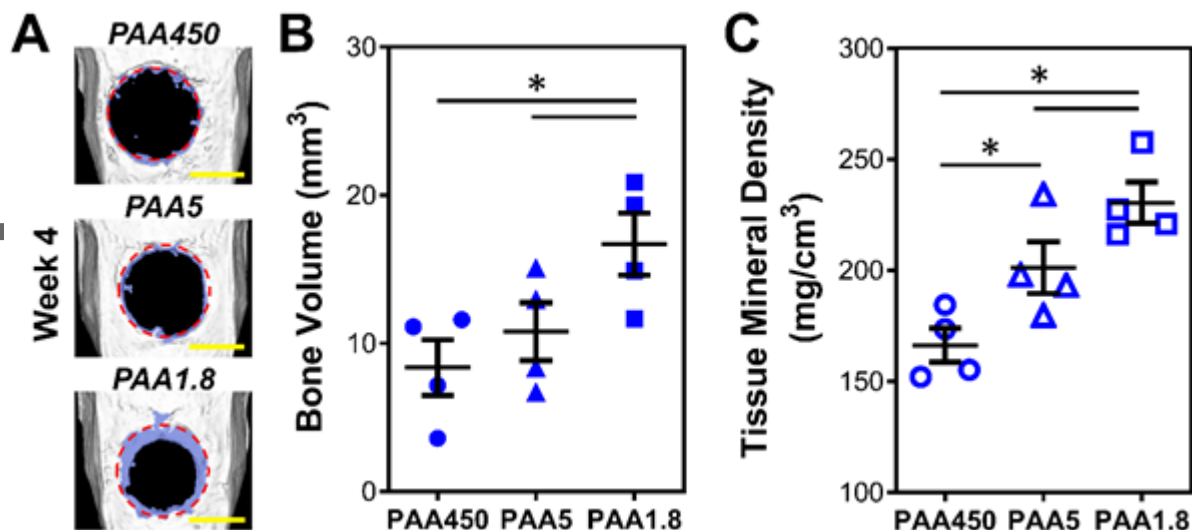 A
PAA450
PAA5
PAA1.8
Week 4
B
Bone Volume (mm³)
30
20
10
0
*
PAA450 PAA5 PAA1.8
C
Tissue Mineral Density
(mg/cm³)
300
250
200
150
100
*
*
PAA450 PAA5 PAA1.8